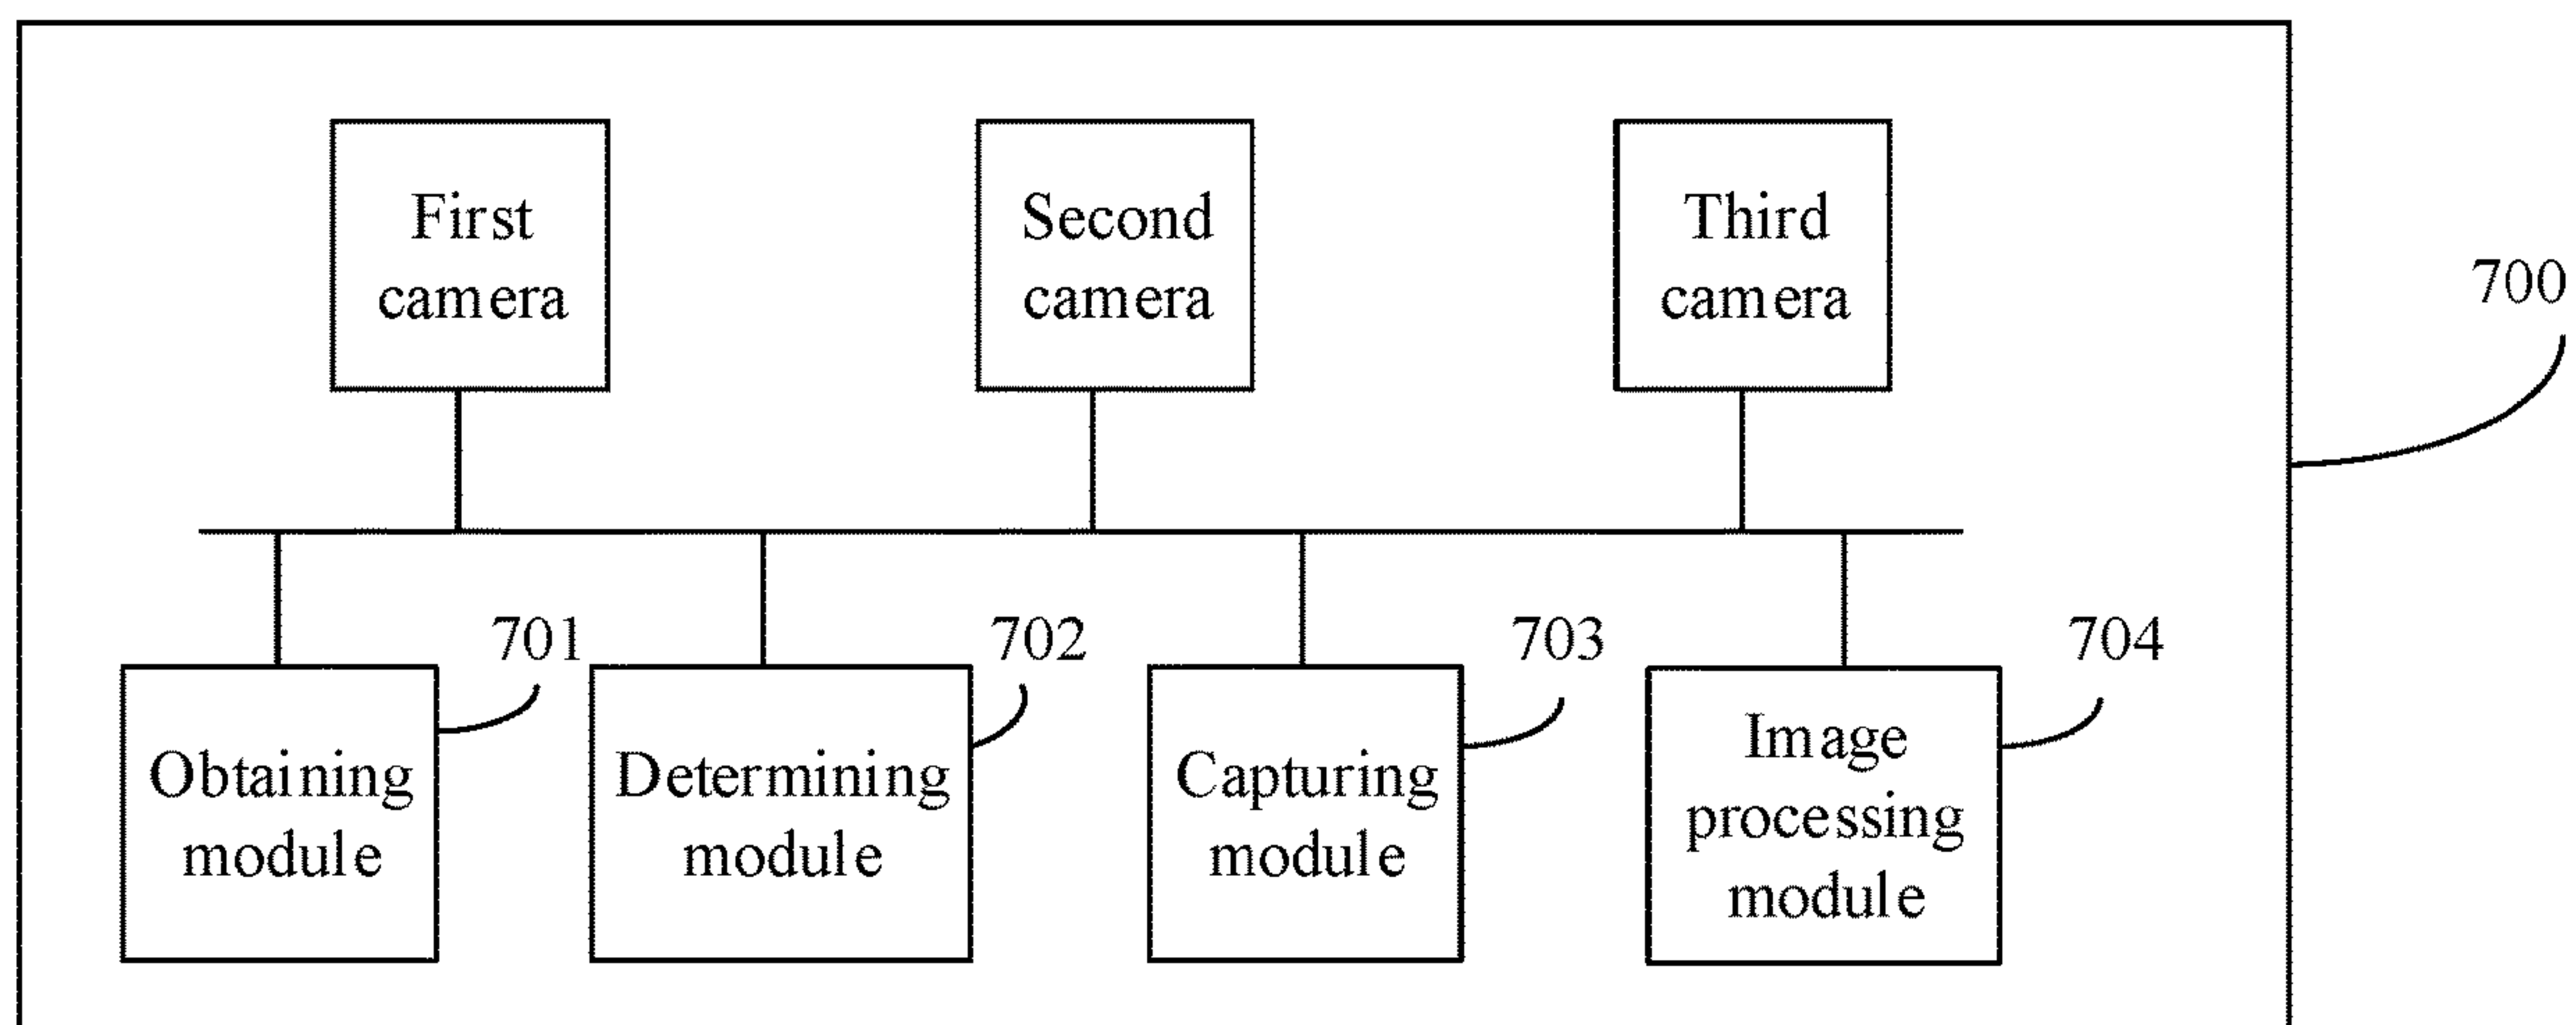 First
camera
Second
camera
Third
camera
700
701
702
703
704
Obtaining
module
Determining
module
Capturing
module
Image
processing
module